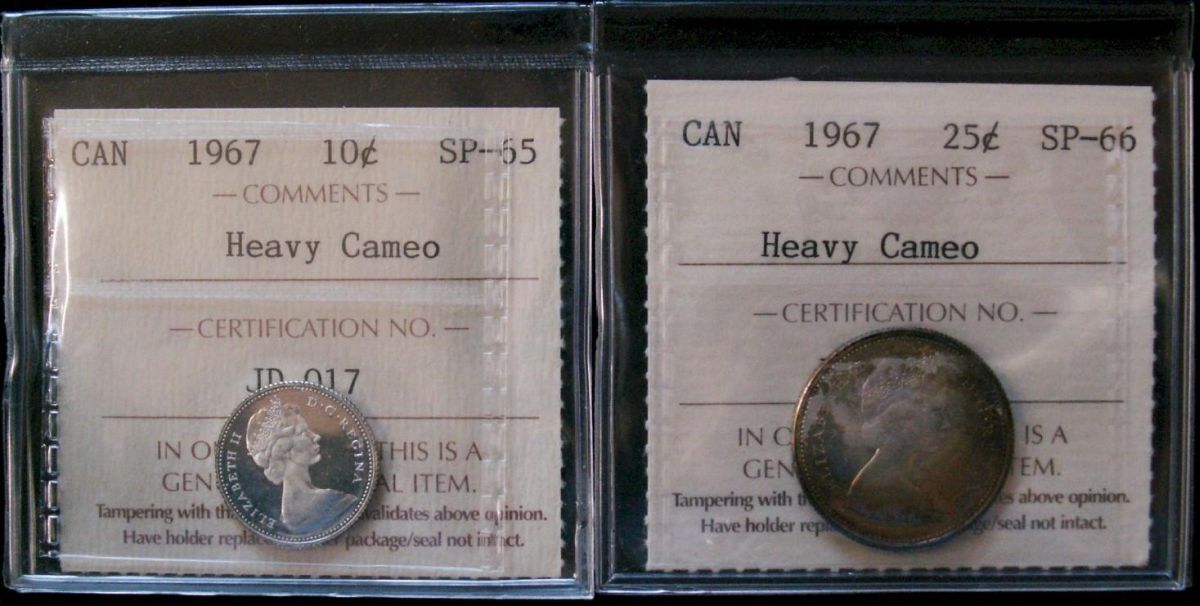 CAN 1967 10¢ SP-65
— COMMENTS —
Heavy Cameo
— CERTIFICATION NO. —
JD 017
IN O THIS IS A
GEN AL ITEM.
Tampering with th validates above opinion.
Have holder replac package/seal not intact.
ELIZABETH II D·G·REGINA
CAN 1967 25¢ SP-66
— COMMENTS —
Heavy Cameo
— CERTIFICATION NO. —
IN IS A
GEN TEM.
Tampering with th es above opinion.
Have holder rep ge/seal not intact.
ELIZAB